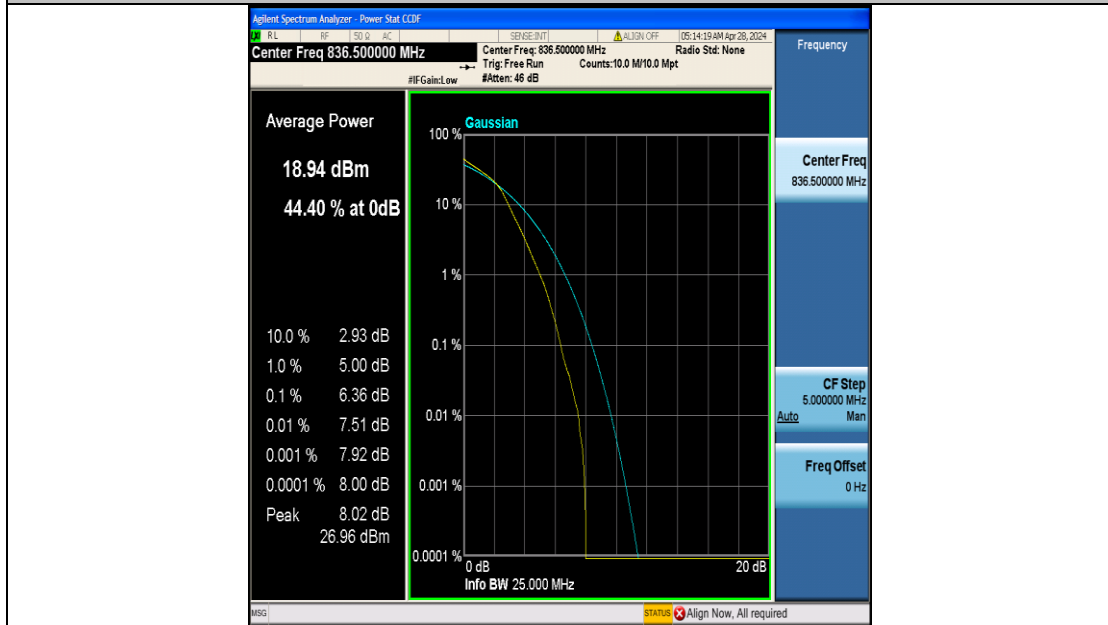 Agilent Spectrum Analyzer - Power Stat CCDF
RL RF 50 Ω AC SENSE:INT ALIGN OFF 05:14:19 AM Apr 28, 2024
Center Freq 836.500000 MHz
Center Freq: 836.500000 MHz Radio Std: None
Trig: Free Run Counts:10.0 M/10.0 Mpt
#IFGain:Low #Atten: 46 dB
Frequency
Average Power
18.94 dBm
44.40 % at 0dB
10.0 % 2.93 dB
1.0 % 5.00 dB
0.1 % 6.36 dB
0.01 % 7.51 dB
0.001 % 7.92 dB
0.0001 % 8.00 dB
Peak 8.02 dB
26.96 dBm
Gaussian
100 %
10 %
1 %
0.1 %
0.01 %
0.001 %
0.0001 %
0 dB 20 dB
Info BW 25.000 MHz
Center Freq
836.500000 MHz
CF Step
5.000000 MHz
Auto Man
Freq Offset
0 Hz
MSG STATUS Align Now, All required